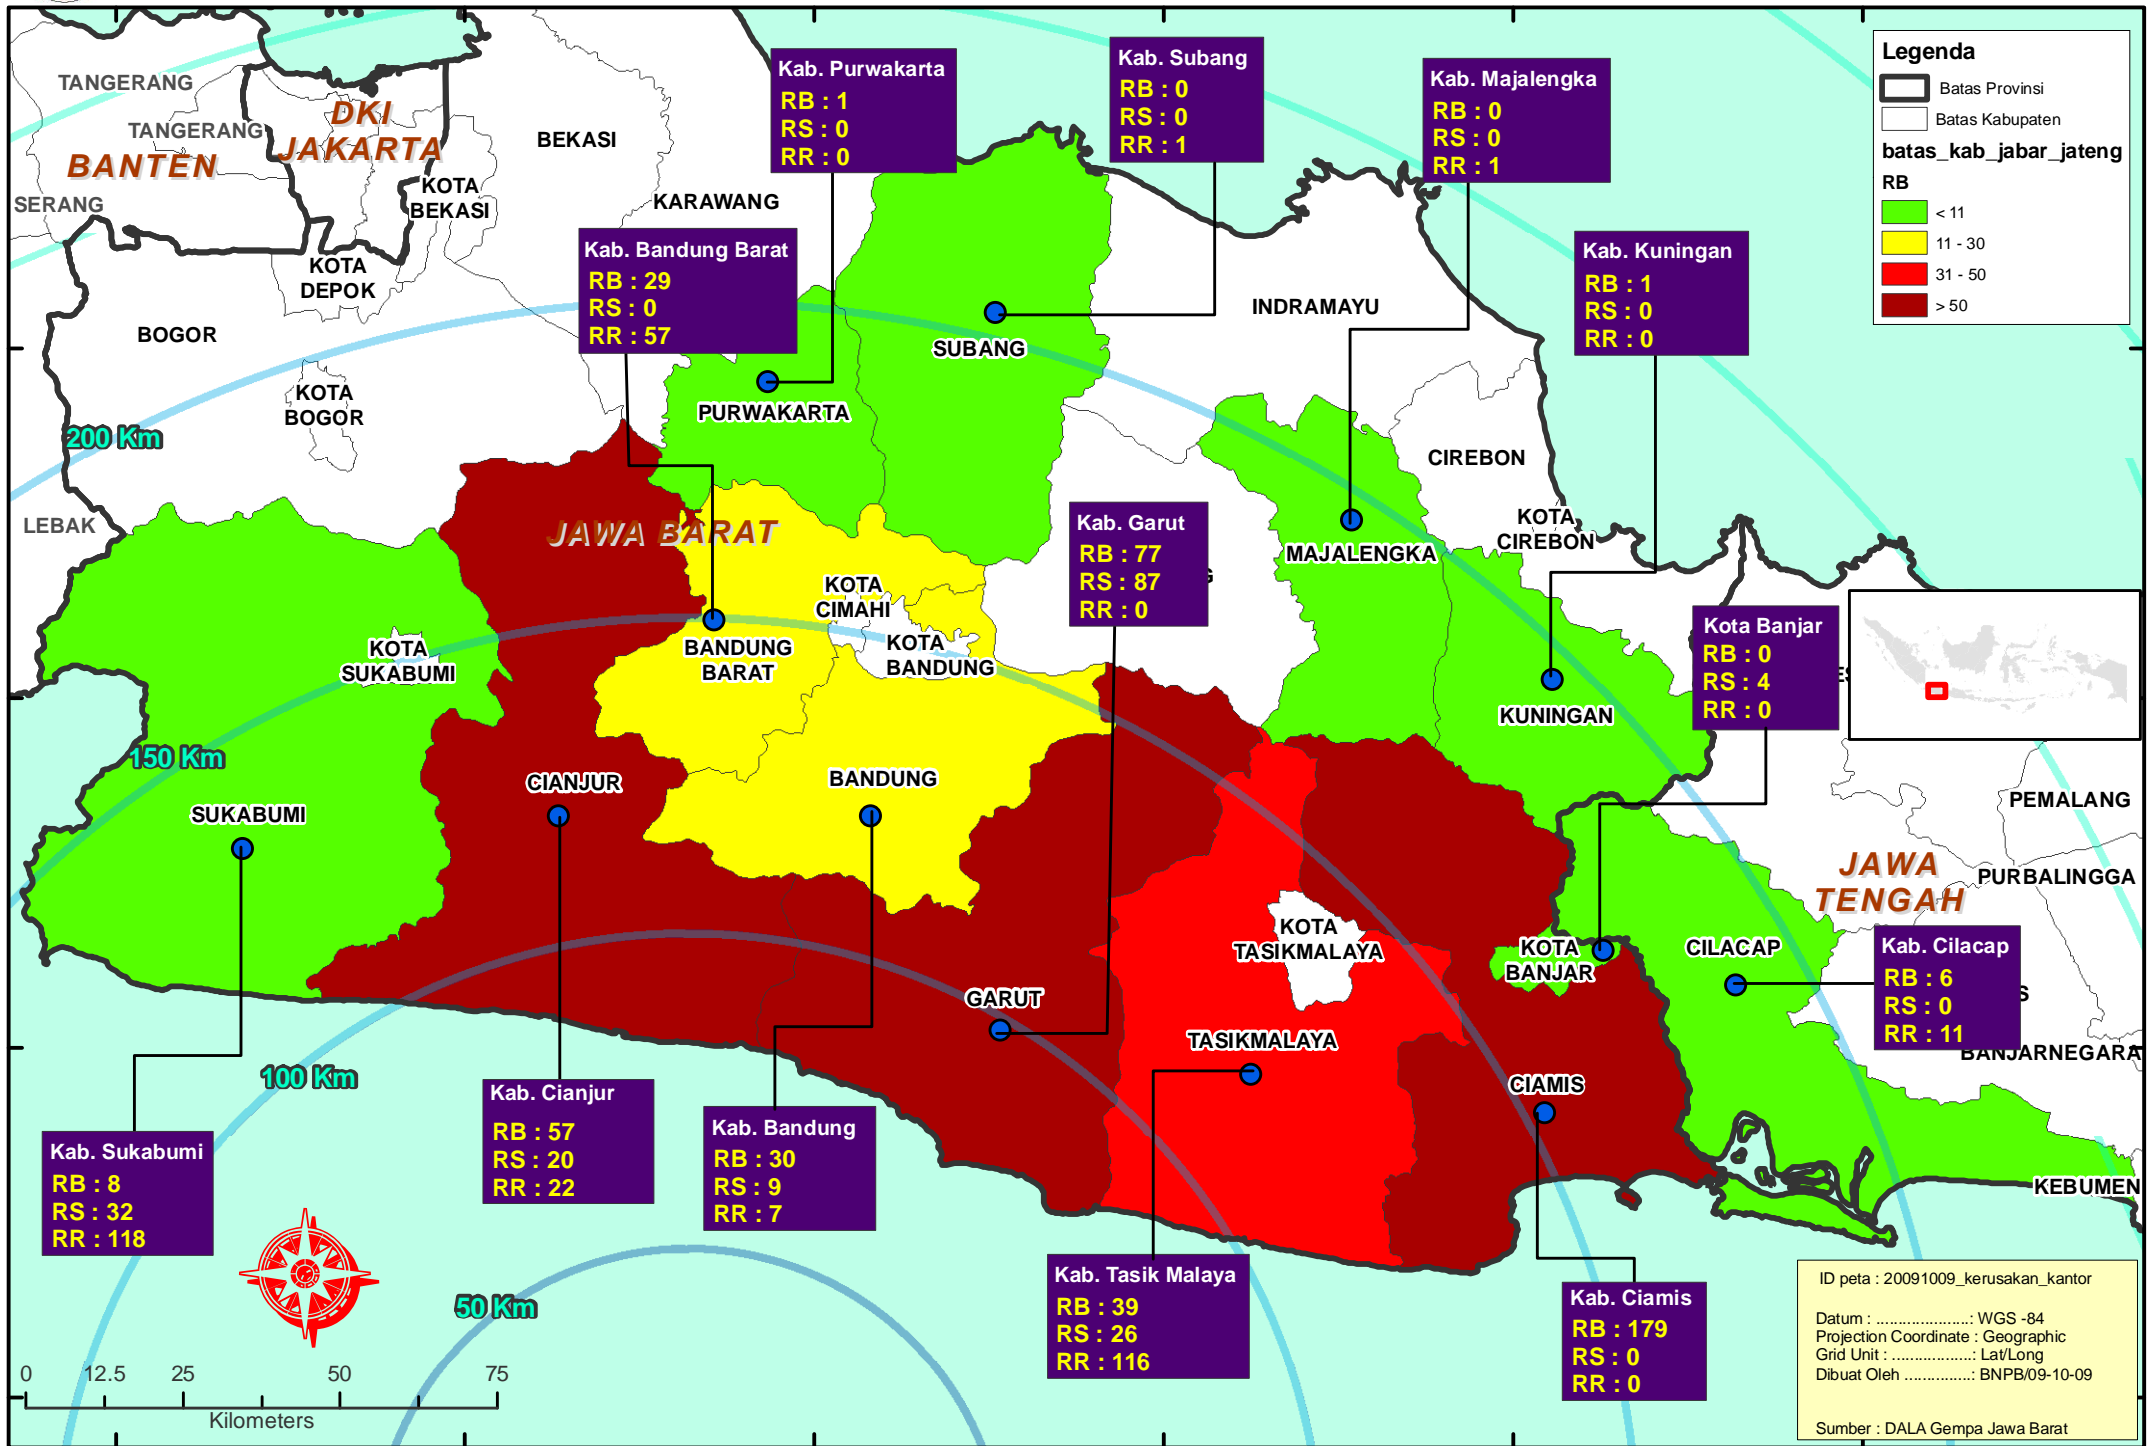 Kab. Purwakarta
RB : 1
RS : 0
RR : 0
Kab. Subang
RB : 0
RS : 0
RR : 1
Kab. Majalengka
RB : 0
RS : 0
RR : 1
Legenda
Batas Provinsi
Batas Kabupaten
batas_kab_jabar_jateng
RB
< 11
11 - 30
31 - 50
> 50
TANGERANG
TANGERANG
DKI
JAKARTA
BANTEN
SERANG
BEKASI
KOTA
BEKASI
KARAWANG
KOTA
DEPOK
BOGOR
KOTA
BOGOR
Kab. Bandung Barat
RB : 29
RS : 0
RR : 57
Kab. Kuningan
RB : 1
RS : 0
RR : 0
INDRAMAYU
SUBANG
PURWAKARTA
200 Km
LEBAK
JAWA BARAT
CIREBON
KOTA
CIREBON
MAJALENGKA
Kab. Garut
RB : 77
RS : 87
RR : 0
G
KOTA
CIMAHI
KOTA
BANDUNG
BANDUNG
BARAT
KOTA
SUKABUMI
Kota Banjar
RB : 0
RS : 4
RR : 0
KUNINGAN
150 Km
SUKABUMI
CIANJUR
BANDUNG
PEMALANG
JAWA
TENGAH
PURBALINGGA
KOTA
TASIKMALAYA
KOTA
BANJAR
CILACAP
Kab. Cilacap
RB : 6
RS : 0
RR : 11
S
BANJARNEGARA
GARUT
TASIKMALAYA
CIAMIS
100 Km
KEBUMEN
Kab. Sukabumi
RB : 8
RS : 32
RR : 118
Kab. Cianjur
RB : 57
RS : 20
RR : 22
Kab. Bandung
RB : 30
RS : 9
RR : 7
Kab. Tasik Malaya
RB : 39
RS : 26
RR : 116
Kab. Ciamis
RB : 179
RS : 0
RR : 0
50 Km
0 12.5 25 50 75
Kilometers
ID peta : 20091009_kerusakan_kantor
Datum : .....................: WGS -84
Projection Coordinate : Geographic
Grid Unit : ..................: Lat/Long
Dibuat Oleh ..............: BNPB/09-10-09
Sumber : DALA Gempa Jawa Barat